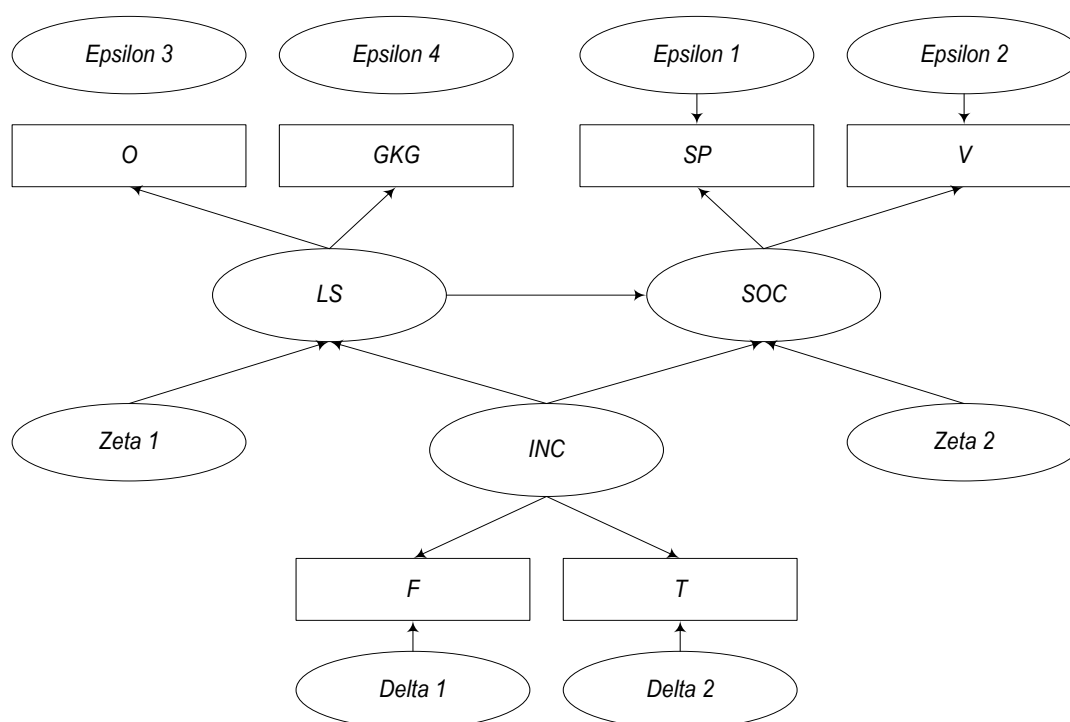 Epsilon 3
Epsilon 4
Epsilon 1
Epsilon 2
O
GKG
SP
V
LS
SOC
Zeta 1
INC
Zeta 2
F
T
Delta 1
Delta 2